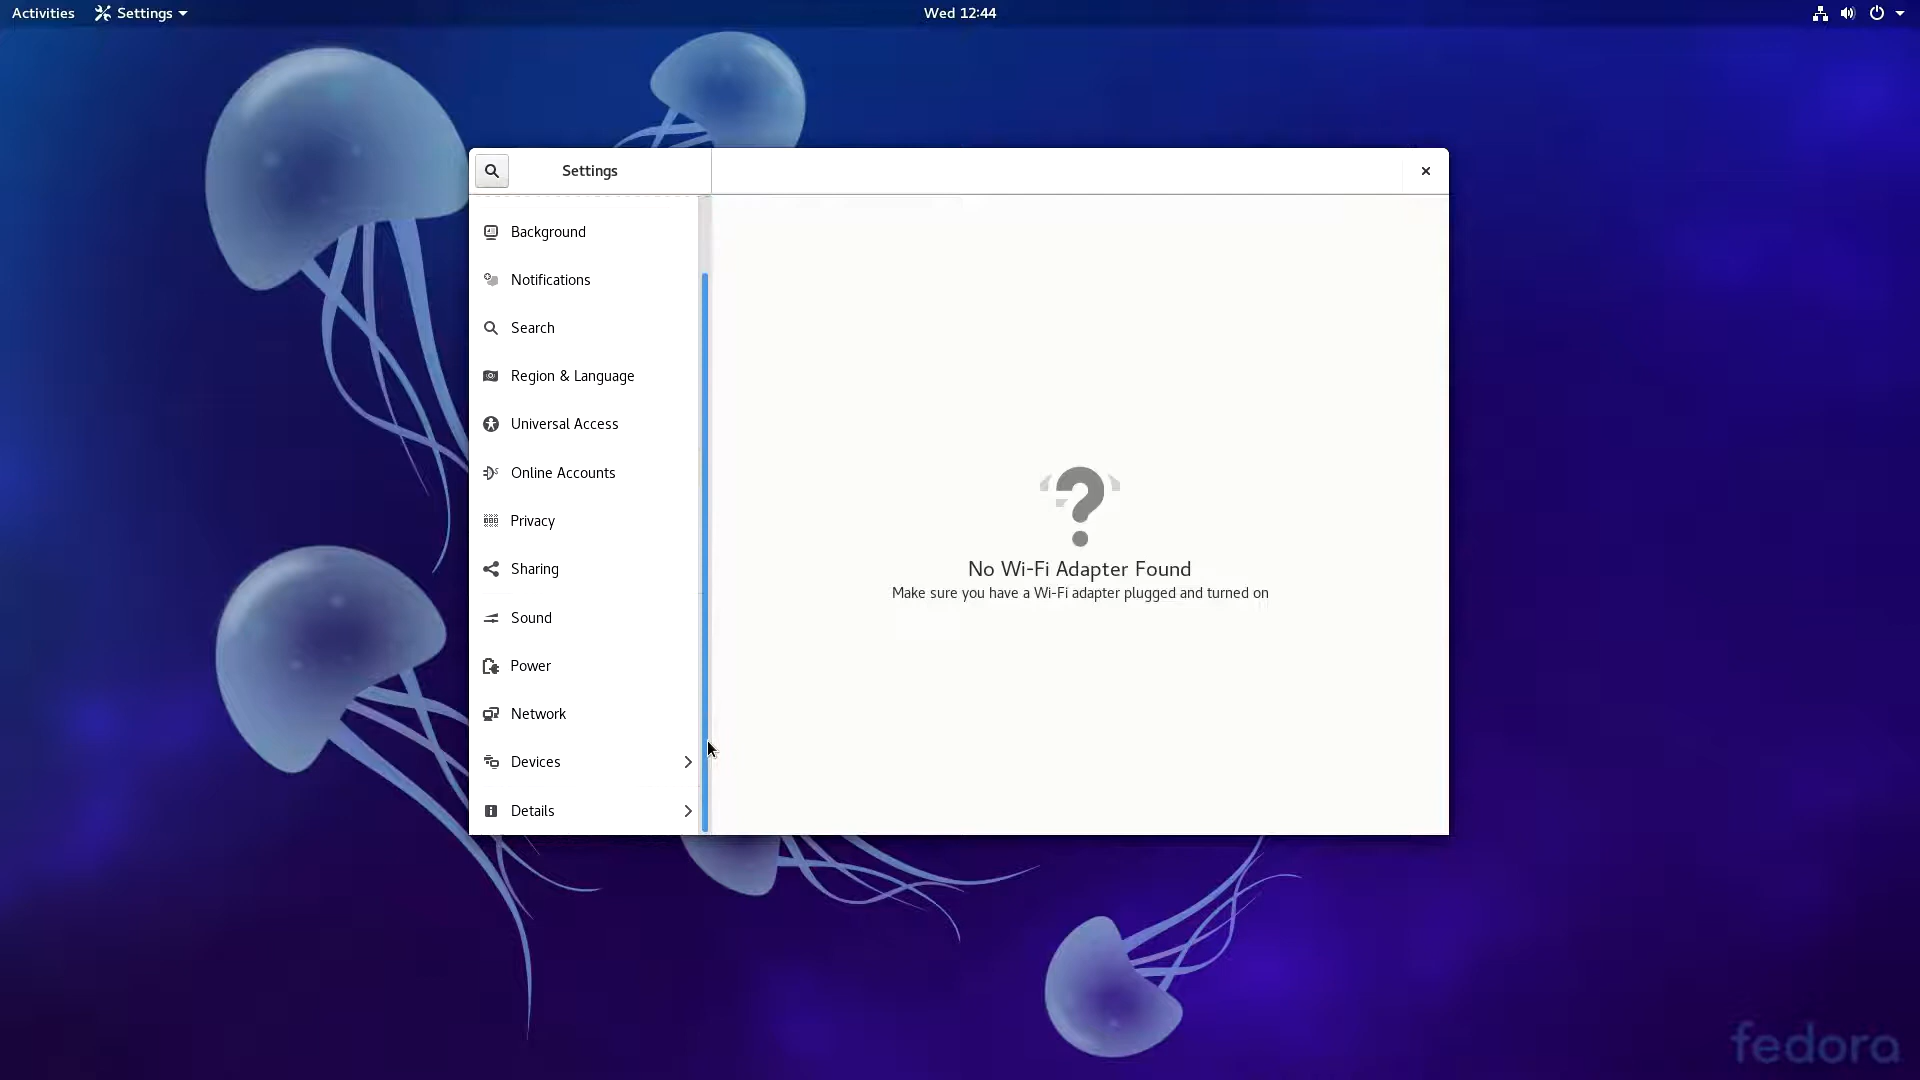 Activities
Settings
Wed 12:44
Settings
Background
Notifications
Search
Region & Language
Universal Access
Online Accounts
Privacy
Sharing
Sound
Power
Network
Devices
Details
No Wi-Fi Adapter Found
Make sure you have a Wi-Fi adapter plugged and turned on
fedora